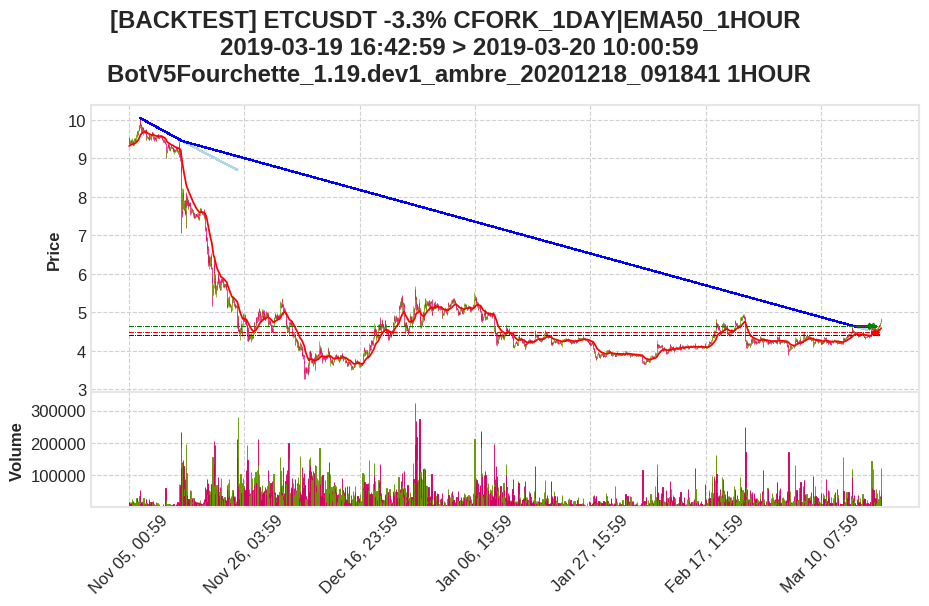 [BACKTEST] ETCUSDT -3.3% CFORK_1DAY|EMA50_1HOUR
2019-03-19 16:42:59 > 2019-03-20 10:00:59
BotV5Fourchette_1.19.dev1_ambre_20201218_091841 1HOUR
Price
10
9
8
7
6
5
4
3
Volume
300000
200000
100000
Nov 05, 00:59
Nov 26, 03:59
Dec 16, 23:59
Jan 06, 19:59
Jan 27, 15:59
Feb 17, 11:59
Mar 10, 07:59